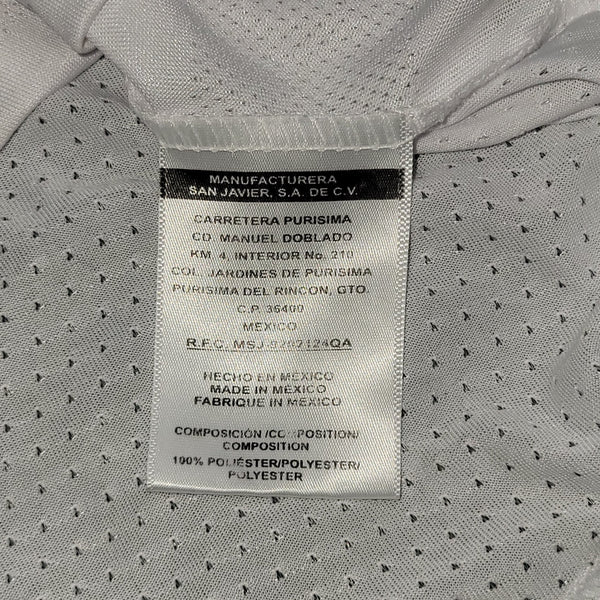 MANUFACTURERA
SAN JAVIER, S.A. DE C.V.
CARRETERA PURISIMA
CD. MANUEL DOBLADO
KM. 4, INTERIOR No. 210
COL. JARDINES DE PURISIMA
PURISIMA DEL RINCON, GTO.
C.P. 36400
MEXICO
R.F.C. MSJ
HECHO EN MÉXICO
MADE IN MEXICO
FABRIQUE IN MEXICO
COMPOSICIÓN /COMPOSITION/
COMPOSITION
100% POLIÉSTER/POLYESTER/
POLYESTER